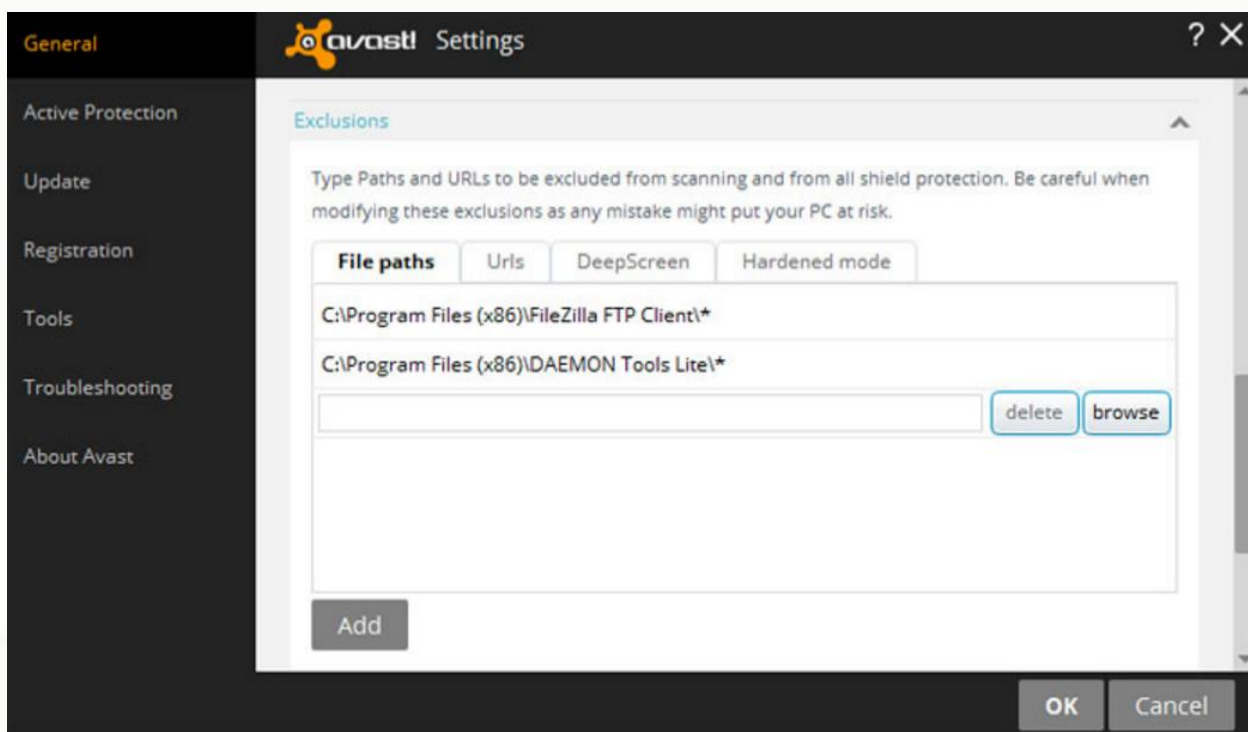 General
avast! Settings
? X
Active Protection
Update
Registration
Tools
Troubleshooting
About Avast
Exclusions
Type Paths and URLs to be excluded from scanning and from all shield protection. Be careful when
modifying these exclusions as any mistake might put your PC at risk.
File paths Urls DeepScreen Hardened mode
C:\Program Files (x86)\FileZilla FTP Client\*
C:\Program Files (x86)\DAEMON Tools Lite\*
delete browse
Add
OK Cancel